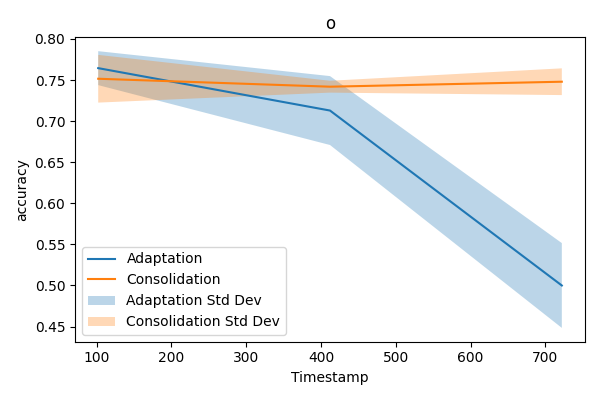 o
accuracy
0.80
0.75
0.70
0.65
0.60
0.55
0.50
0.45
Adaptation
Consolidation
Adaptation Std Dev
Consolidation Std Dev
100 200 300 400 500 600 700
Timestamp